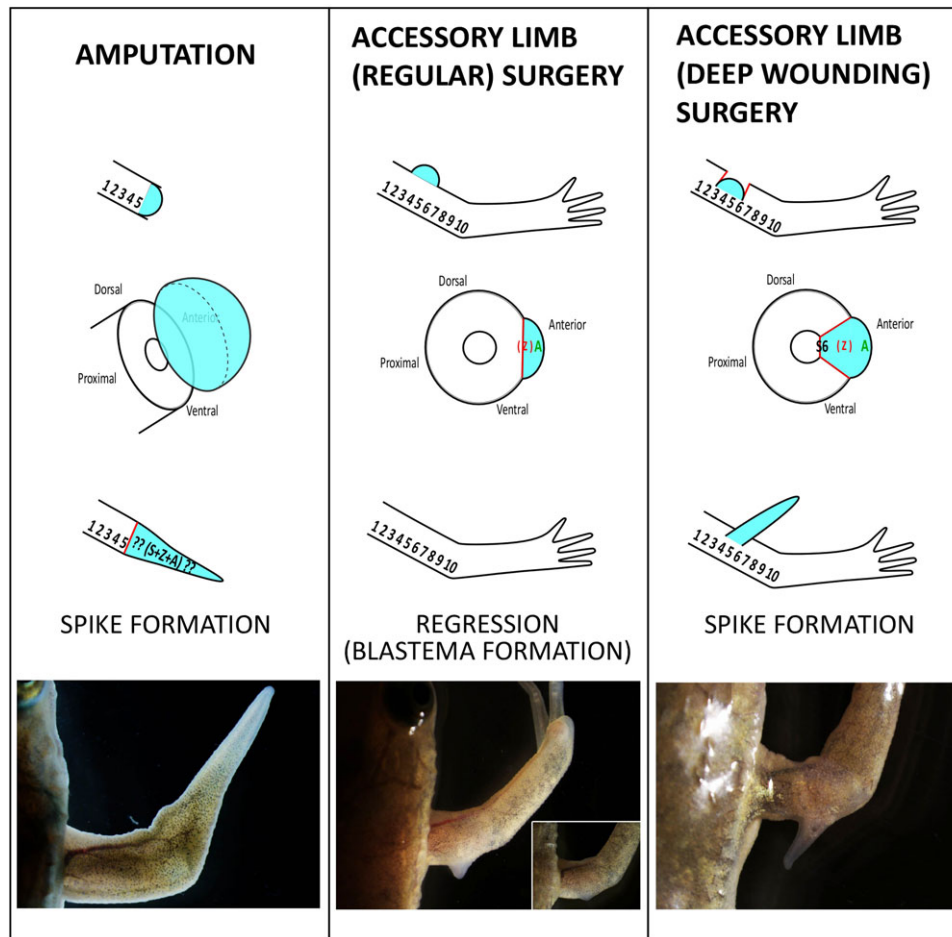 AMPUTATION
12345
Dorsal
Anterior
Proximal
Ventral
12345 ?? (S+Z+A) ??
SPIKE FORMATION
ACCESSORY LIMB
(REGULAR) SURGERY
12345678910
Dorsal
Anterior
(Z) A
Proximal
Ventral
12345678910
REGRESSION
(BLASTEMA FORMATION)
ACCESSORY LIMB
(DEEP WOUNDING)
SURGERY
12345678910
Dorsal
Anterior
S6 (Z) A
Proximal
Ventral
12345678910
SPIKE FORMATION